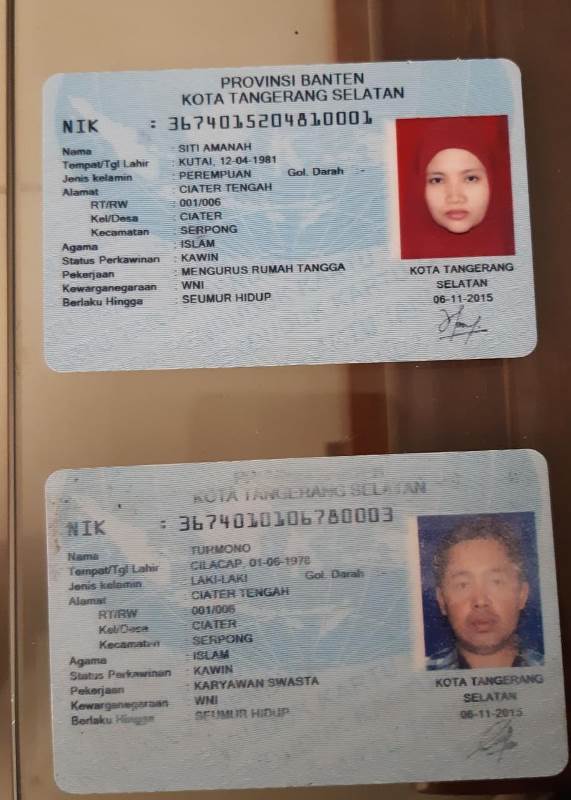 PROVINSI BANTEN
KOTA TANGERANG SELATAN
NIK : 3674015204810001
Nama : SITI AMANAH
Tempat/Tgl Lahir : KUTAI, 12-04-1981
Jenis kelamin : PEREMPUAN Gol. Darah : -
Alamat : CIATER TENGAH
RT/RW : 001/006
Kel/Desa : CIATER
Kecamatan : SERPONG
Agama : ISLAM
Status Perkawinan : KAWIN
Pekerjaan : MENGURUS RUMAH TANGGA
Kewarganegaraan : WNI
Berlaku Hingga : SEUMUR HIDUP
KOTA TANGERANG
SELATAN
06-11-2015
KOTA TANGERANG SELATAN
NIK : 3674010106780003
Nama : TURMONO
Tempat/Tgl Lahir : CILACAP, 01-06-1978
Jenis kelamin : LAKI-LAKI Gol. Darah : -
Alamat : CIATER TENGAH
RT/RW : 001/006
Kel/Desa : CIATER
Kecamatan : SERPONG
Agama : ISLAM
Status Perkawinan : KAWIN
Pekerjaan : KARYAWAN SWASTA
Kewarganegaraan : WNI
Berlaku Hingga : SEUMUR HIDUP
KOTA TANGERANG
SELATAN
06-11-2015